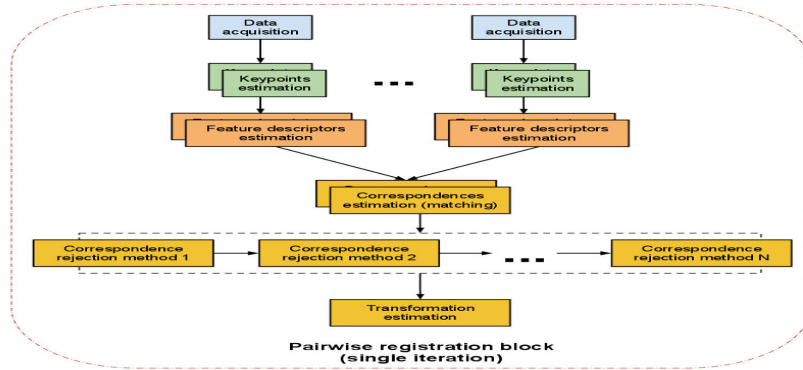 Data
acquisition
Data
acquisition
Keypoints
estimation
Keypoints
estimation
Feature descriptors
estimation
Feature descriptors
estimation
Correspondences
estimation (matching)
Correspondence
rejection method 1
Correspondence
rejection method 2
Correspondence
rejection method N
Transformation
estimation
Pairwise registration block
(single iteration)